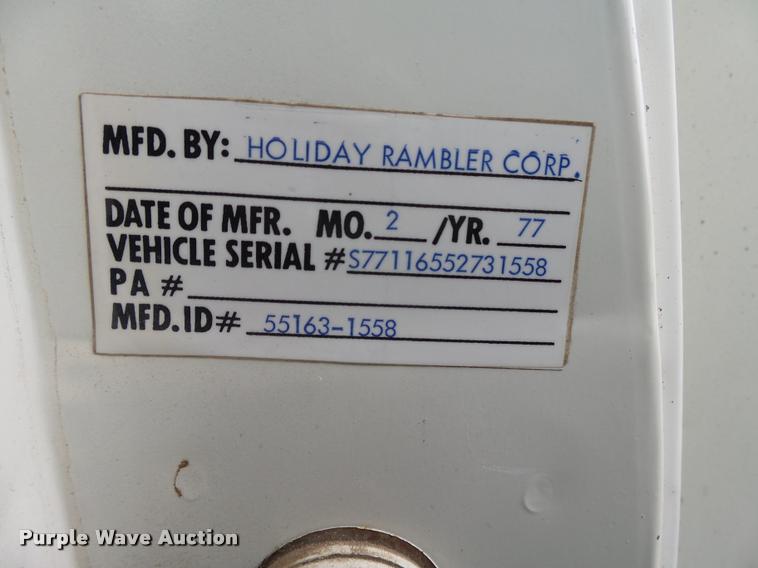 MFD. BY: HOLIDAY RAMBLER CORP.
DATE OF MFR. MO. 2 /YR. 77
VEHICLE SERIAL #S77116552731558
PA #
MFD.ID# 55163-1558
Purple Wave Auction